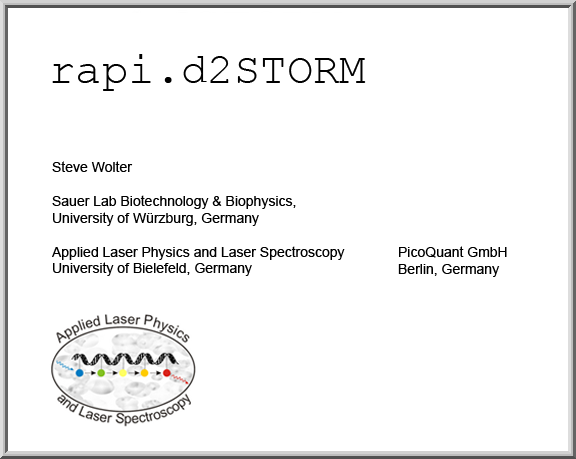 rapi.d2STORM
Steve Wolter
Sauer Lab Biotechnology & Biophysics,
University of Würzburg, Germany
Applied Laser Physics and Laser Spectroscopy
University of Bielefeld, Germany
PicoQuant GmbH
Berlin, Germany
Applied Laser Physics
and Laser Spectroscopy